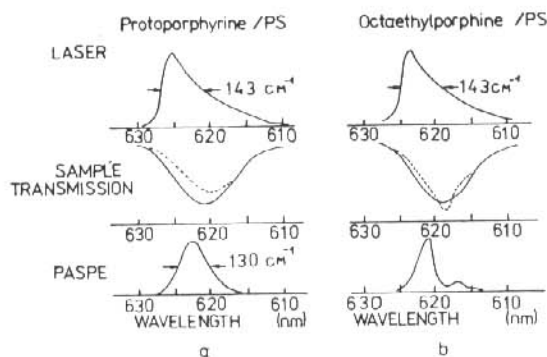 Protoporphyrine /PS Octaethylporphine /PS
LASER
143 cm⁻¹ 143 cm⁻¹
630 620 610 630 620 610
SAMPLE
TRANSMISSION
630 620 610 630 620 610
PASPE
130 cm⁻¹
630 620 610 630 620 610
WAVELENGTH (nm) WAVELENGTH (nm)
a b